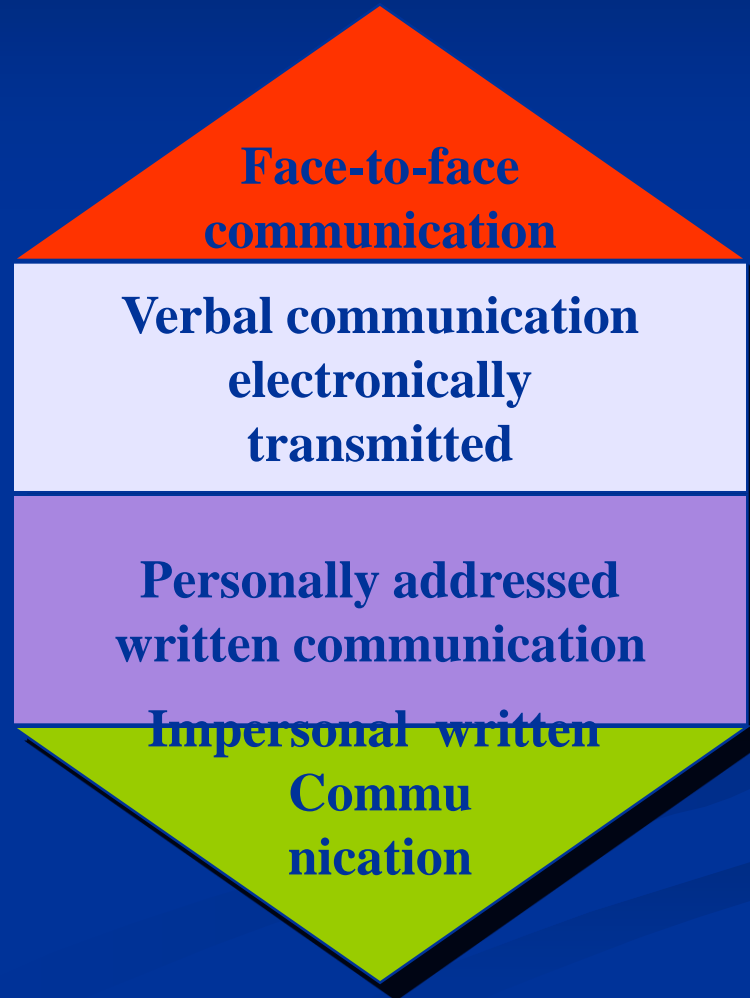 Face-to-face
communication
Verbal communication
electronically
transmitted
Personally addressed
written communication
Impersonal  written
Commu
nication